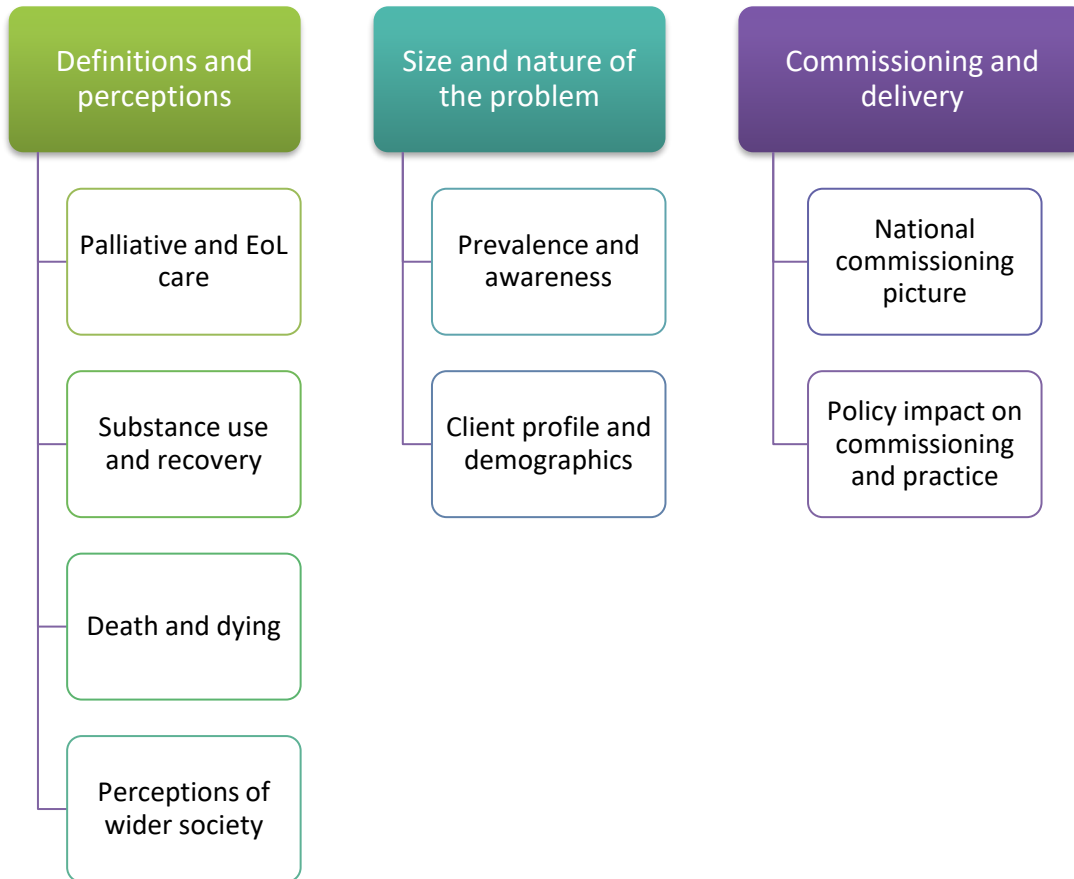 Definitions and
perceptions
Palliative and EoL
care
Substance use
and recovery
Death and dying
Perceptions of
wider society
Size and nature of
the problem
Prevalence and
awareness
Client profile and
demographics
Commissioning and
delivery
National
commissioning
picture
Policy impact on
commissioning
and practice